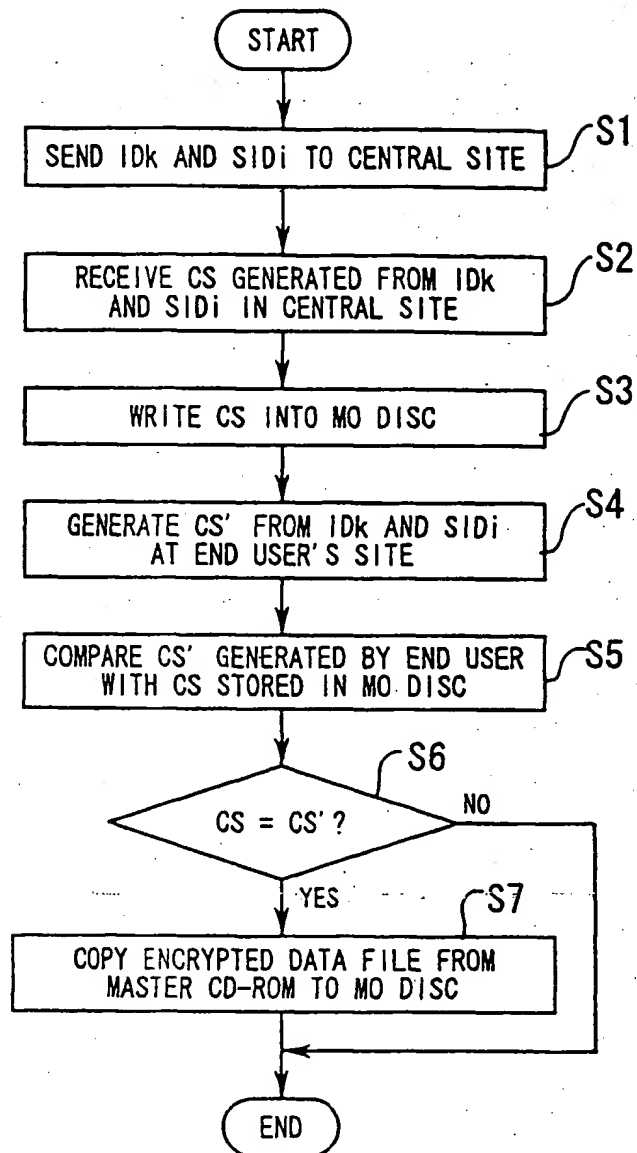 START
SEND IDk AND SIDi TO CENTRAL SITE
S1
RECEIVE CS GENERATED FROM IDk
AND SIDi IN CENTRAL SITE
S2
WRITE CS INTO MO DISC
S3
GENERATE CS' FROM IDk AND SIDi
AT END USER'S SITE
S4
COMPARE CS' GENERATED BY END USER
WITH CS STORED IN MO DISC
S5
S6
CS = CS'?
NO
YES
S7
COPY ENCRYPTED DATA FILE FROM
MASTER CD-ROM TO MO DISC
END